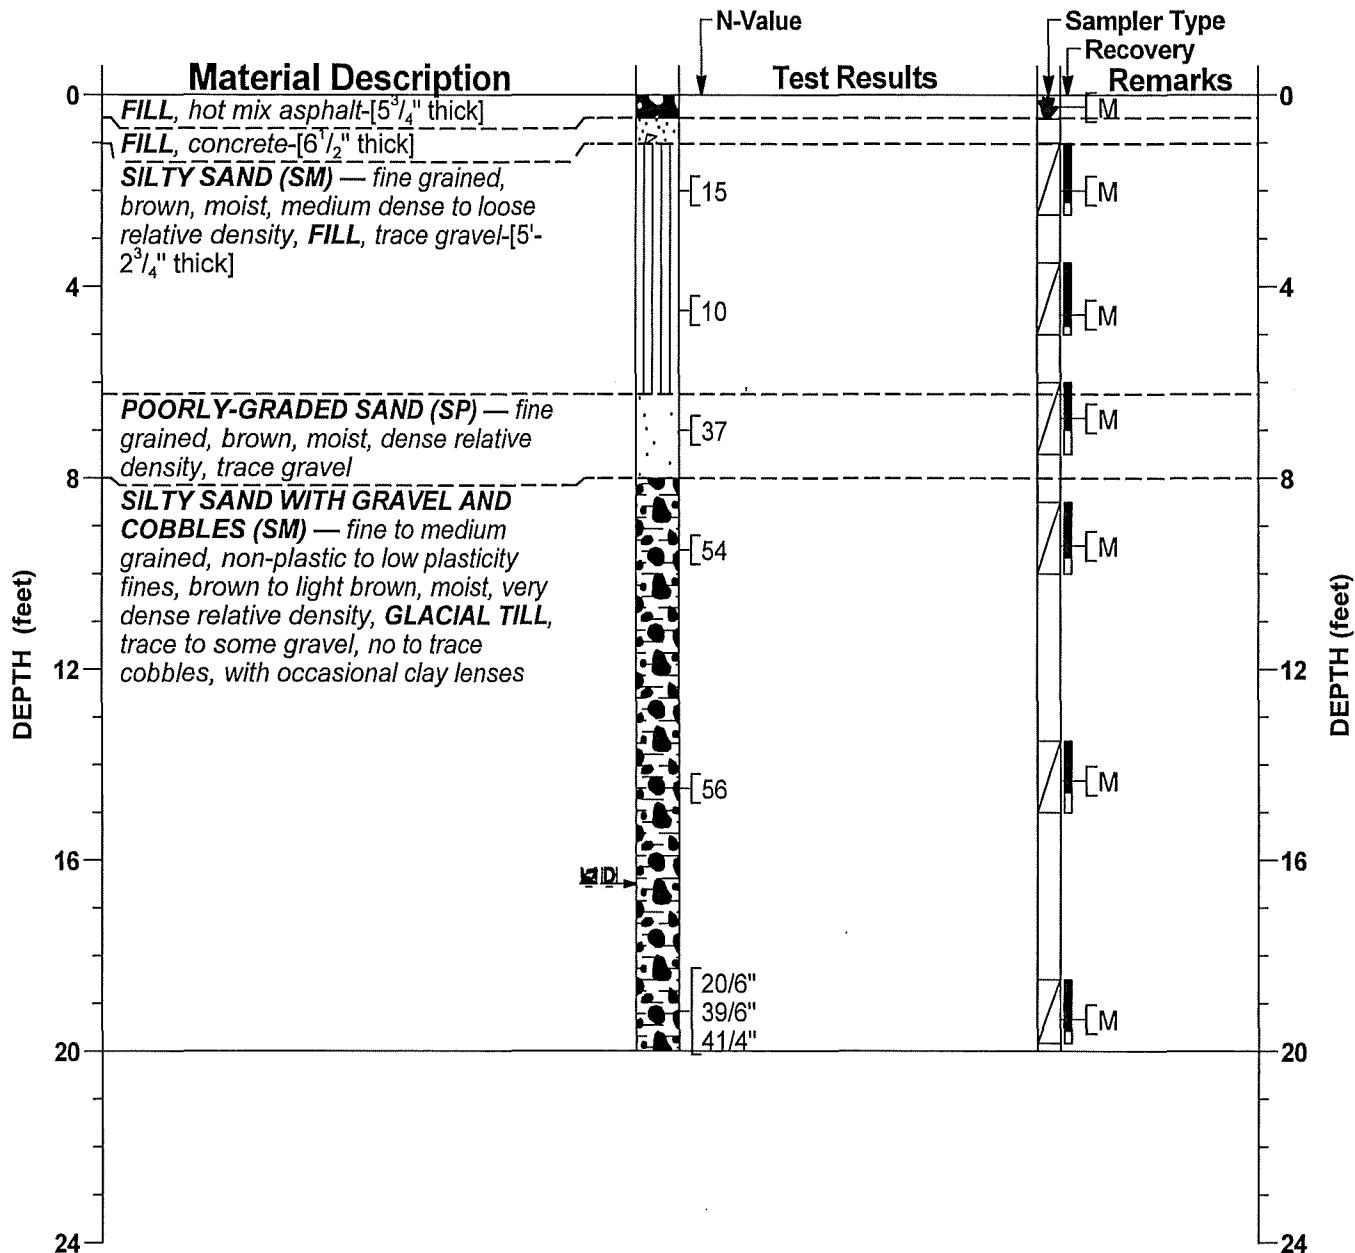 N-Value
Sampler Type
Recovery
Material Description
Test Results
Remarks
0
0
FILL, hot mix asphalt-[5 3/4" thick]
M
FILL, concrete-[6 1/2" thick]
SILTY SAND (SM) — fine grained,
brown, moist, medium dense to loose
relative density, FILL, trace gravel-[5'-
2 3/4" thick]
15
M
4
10
M
4
POORLY-GRADED SAND (SP) — fine
grained, brown, moist, dense relative
density, trace gravel
37
M
8
8
SILTY SAND WITH GRAVEL AND
COBBLES (SM) — fine to medium
grained, non-plastic to low plasticity
fines, brown to light brown, moist, very
dense relative density, GLACIAL TILL,
trace to some gravel, no to trace
cobbles, with occasional clay lenses
54
M
DEPTH (feet)
DEPTH (feet)
12
12
56
M
16
16
20/6"
39/6"
41/4"
M
20
20
24
24